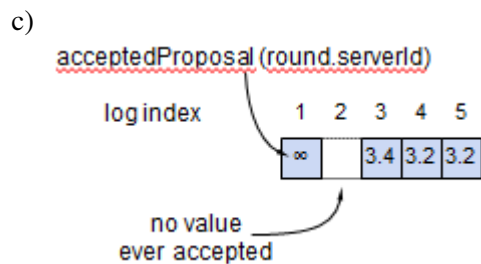 c)
acceptedProposal (round.serverId)
log index 1 2 3 4 5
∞ 3.4 3.2 3.2
no value
ever accepted